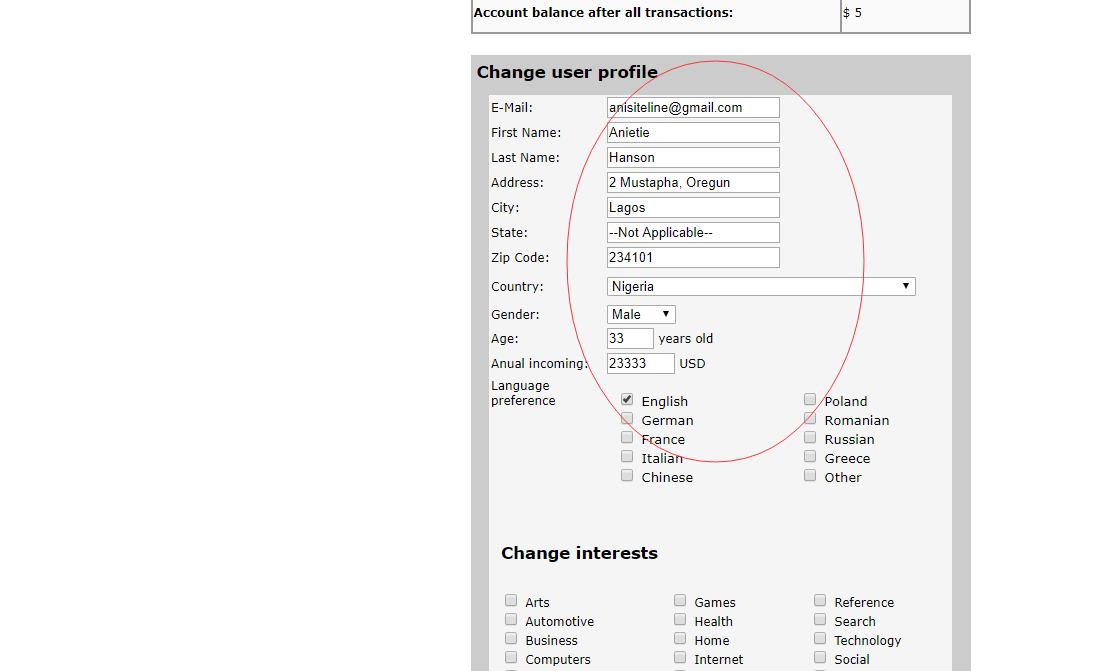 Account balance after all transactions: $ 5
Change user profile
E-Mail: anisiteline@gmail.com
First Name: Anietie
Last Name: Hanson
Address: 2 Mustapha, Oregun
City: Lagos
State: --Not Applicable--
Zip Code: 234101
Country: Nigeria
Gender: Male
Age: 33 years old
Anual incoming: 23333 USD
Language
preference
English Poland
German Romanian
France Russian
Italian Greece
Chinese Other
Change interests
Arts Games Reference
Automotive Health Search
Business Home Technology
Computers Internet Social